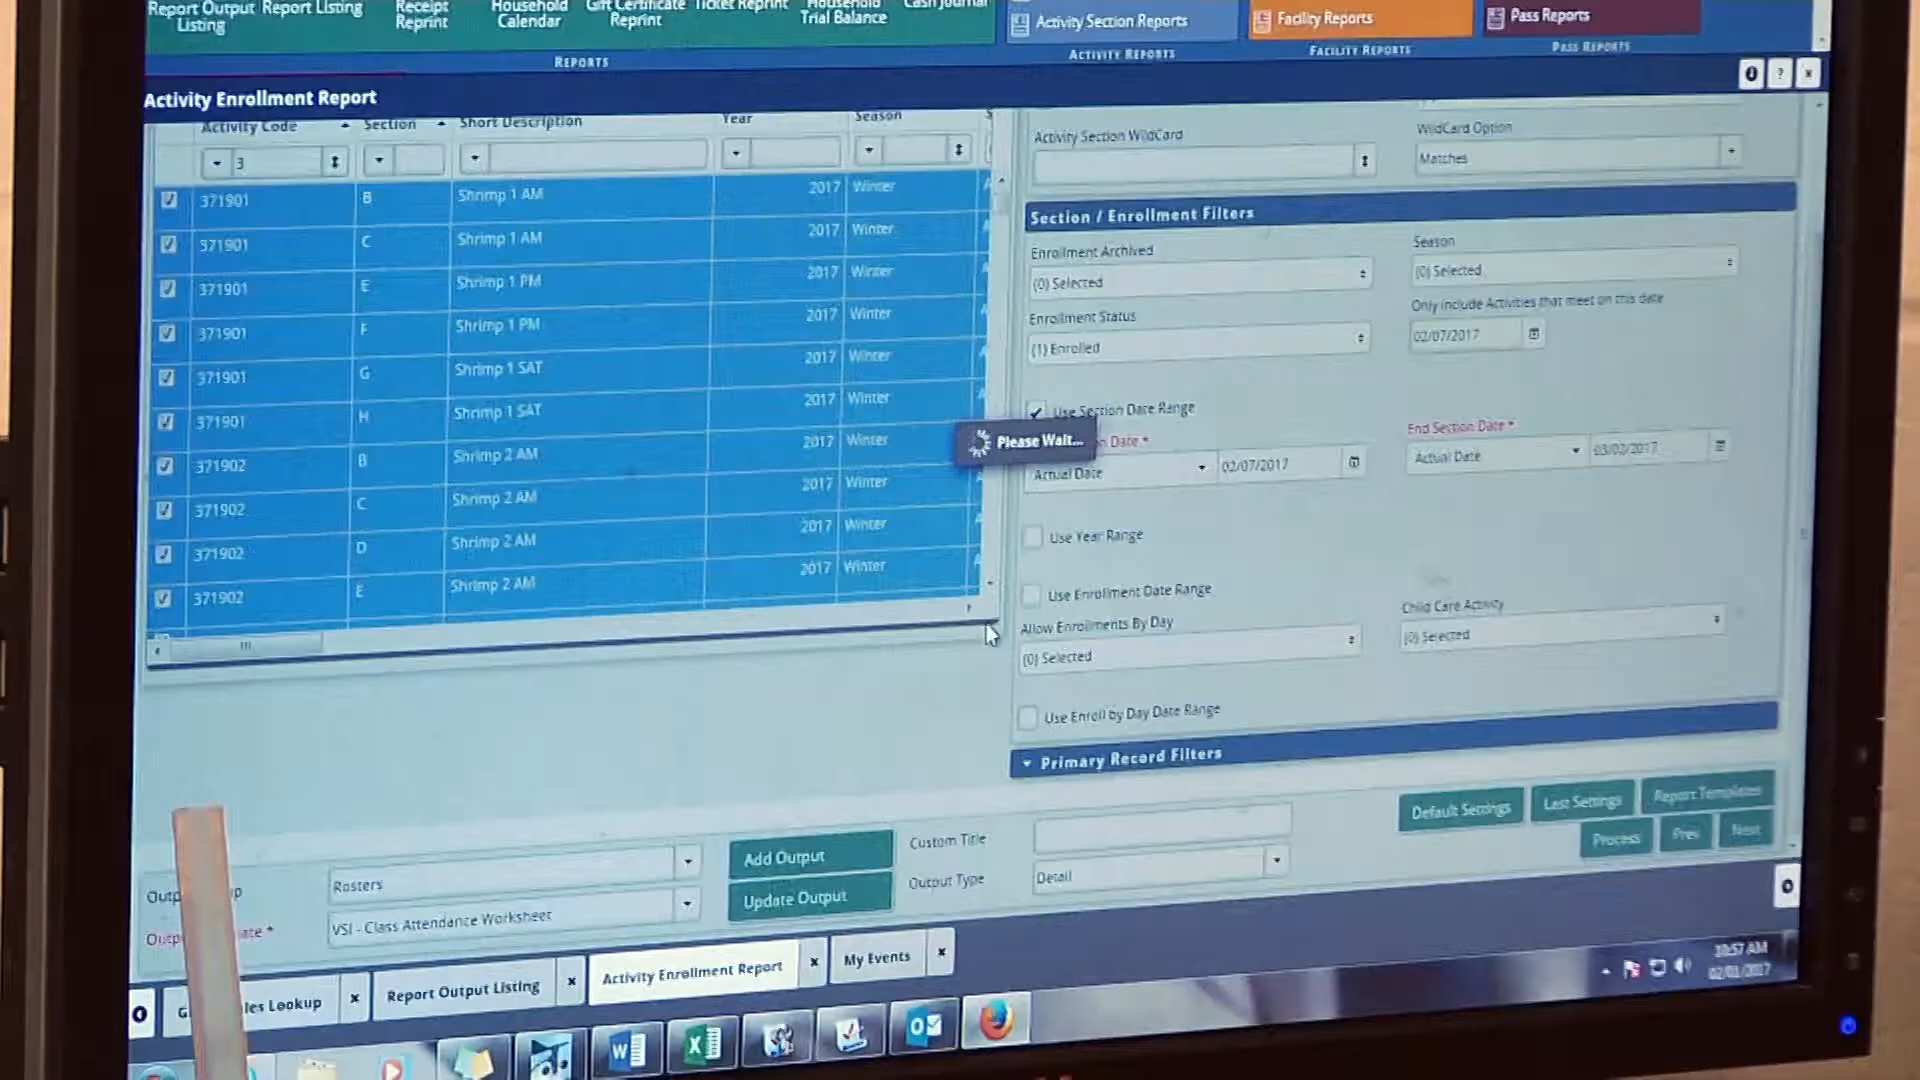 Report Output Listing
Report Listing
Receipt Reprint
Household Calendar
Gift Certificate Reprint
Ticket Reprint
Household Trial Balance
Cash Journal
Activity Section Reports
Facility Reports
Pass Reports
REPORTS
ACTIVITY REPORTS
FACILITY REPORTS
PASS REPORTS
Activity Enrollment Report
Activity Code Section Short Description Year Season
3
371901 B Shrimp 1 AM 2017 Winter
371901 C Shrimp 1 AM 2017 Winter
371901 E Shrimp 1 PM 2017 Winter
371901 F Shrimp 1 PM 2017 Winter
371901 G Shrimp 1 SAT 2017 Winter
371901 H Shrimp 1 SAT 2017 Winter
371902 B Shrimp 2 AM 2017 Winter
371902 C Shrimp 2 AM 2017 Winter
371902 D Shrimp 2 AM 2017 Winter
371902 E Shrimp 2 AM 2017 Winter
Activity Section WildCard
WildCard Option
Matches
Section / Enrollment Filters
Enrollment Archived
(0) Selected
Season
(0) Selected
Enrollment Status
(1) Enrolled
Only include Activities that meet on this date
02/07/2017
Use Section Date Range
Please Wait...
n Date *
Actual Date 02/07/2017
End Section Date *
Actual Date
Use Year Range
Use Enrollment Date Range
Allow Enrollments By Day
(0) Selected
Child Care Activity
(0) Selected
Use Enroll by Day Date Range
Primary Record Filters
Default Settings
Last Settings
Report Templates
Process
Prev
Next
Outp p
Rosters
Outp ate *
VSI - Class Attendance Worksheet
Add Output
Update Output
Custom Title
Output Type
Detail
G les Lookup
Report Output Listing
Activity Enrollment Report
My Events
10:57 AM
02/01/2017